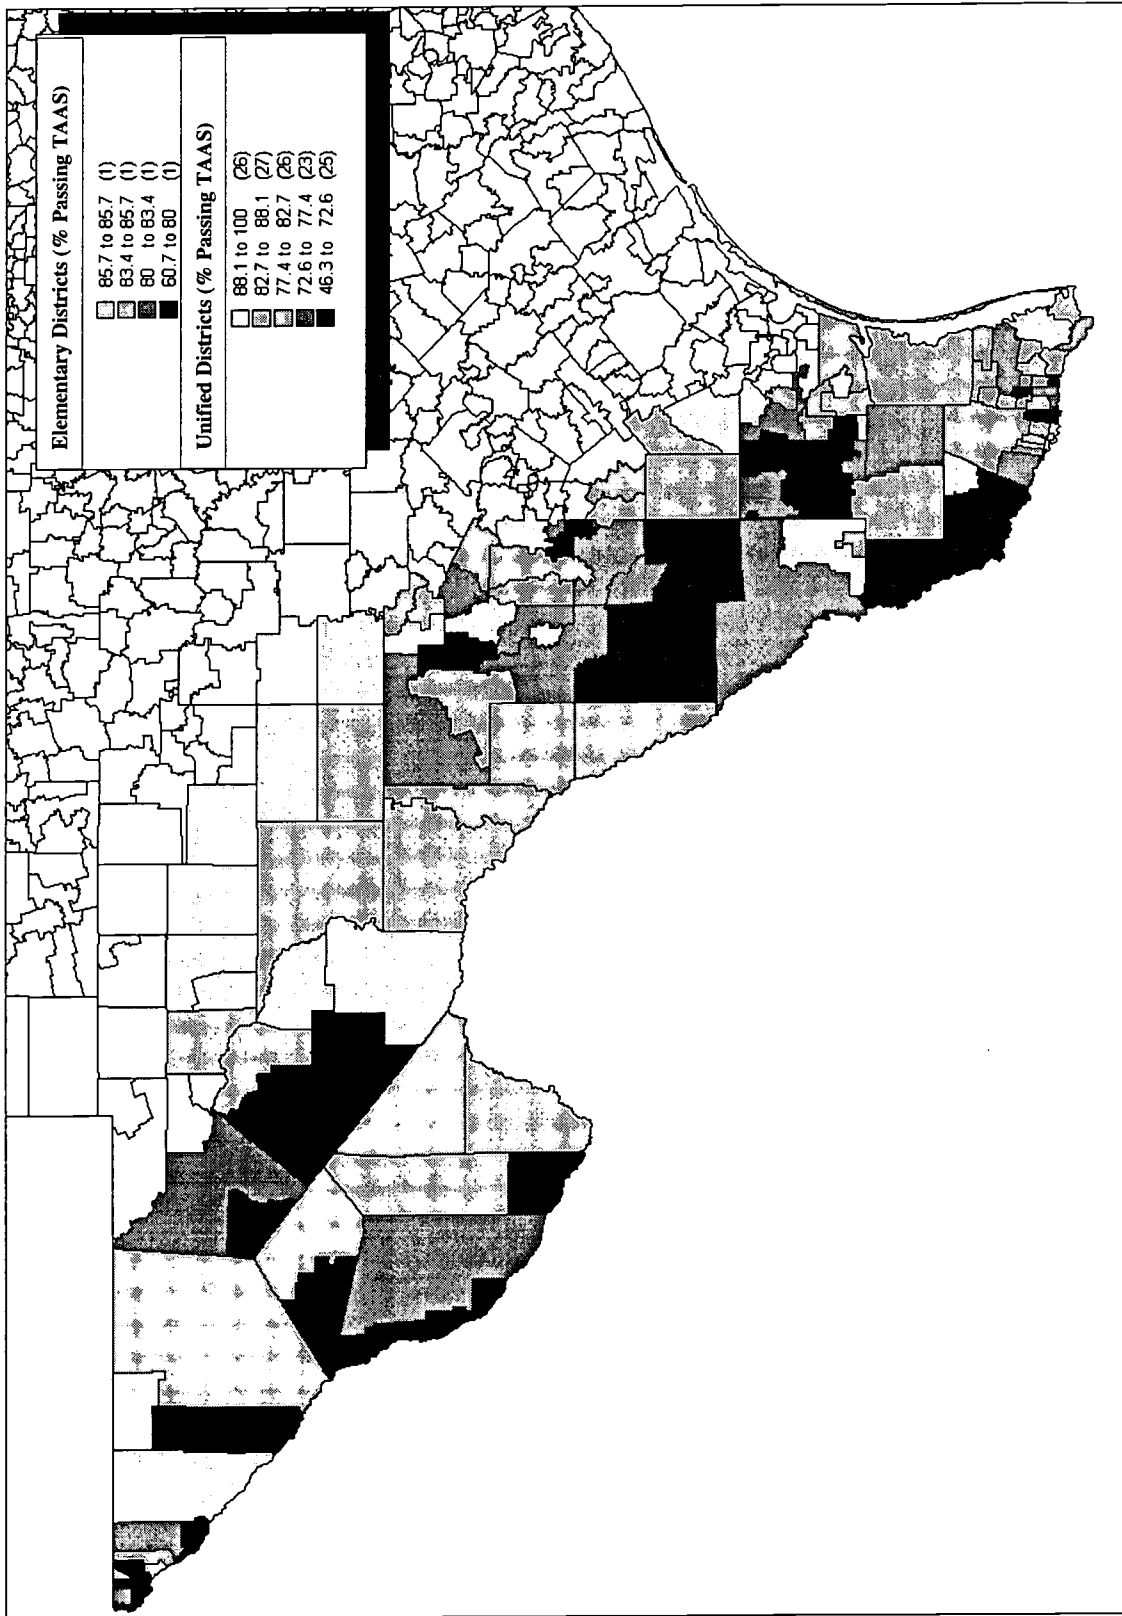 Elementary Districts (% Passing TAAS)
85.7 to 85.7 (1)
83.4 to 85.7 (1)
80 to 83.4 (1)
60.7 to 80 (1)
Unified Districts (% Passing TAAS)
88.1 to 100 (26)
82.7 to 88.1 (27)
77.4 to 82.7 (26)
72.6 to 77.4 (23)
46.3 to 72.6 (25)